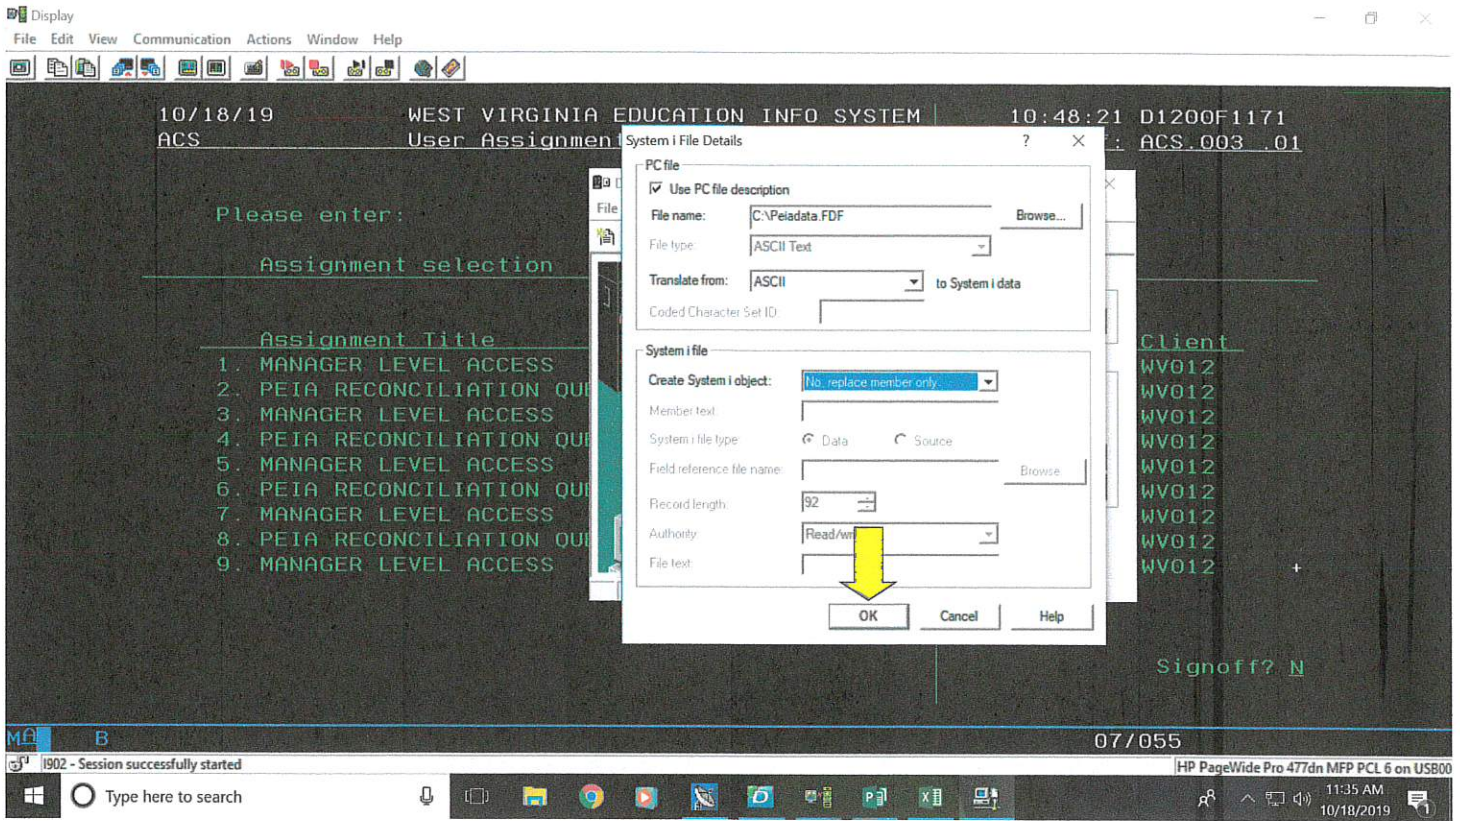 Display
File Edit View Communication Actions Window Help
10/18/19 WEST VIRGINIA EDUCATION INFO SYSTEM 10:48:21 D1200F1171
ACS User Assignmen ACS.003 .01
Please enter:
Assignment selection
Assignment Title Client
1. MANAGER LEVEL ACCESS WV012
2. PEIA RECONCILIATION QU WV012
3. MANAGER LEVEL ACCESS WV012
4. PEIA RECONCILIATION QU WV012
5. MANAGER LEVEL ACCESS WV012
6. PEIA RECONCILIATION QU WV012
7. MANAGER LEVEL ACCESS WV012
8. PEIA RECONCILIATION QU WV012
9. MANAGER LEVEL ACCESS WV012
Signoff? N
File
System i File Details ?
PC file
Use PC file description
File name: C:\Peiadata.FDF Browse...
File type: ASCII Text
Translate from: ASCII to System i data
Coded Character Set ID:
System i file
Create System i object: No, replace member only.
Member text
System i file type Data Source
Field reference file name: Browse
Record length: 92
Authority: Read/wr
File text
OK Cancel Help
MA B 07/055
I902 - Session successfully started HP PageWide Pro 477dn MFP PCL 6 on USB00
Type here to search
11:35 AM
10/18/2019